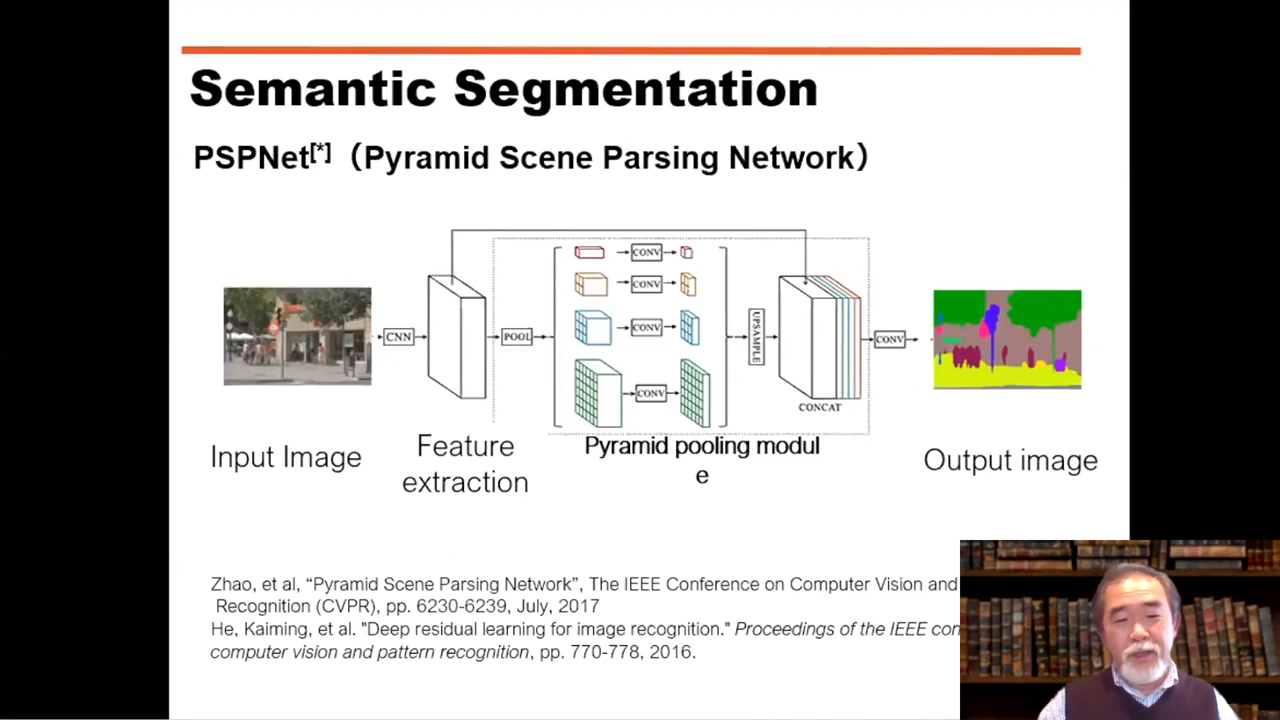 Semantic Segmentation
PSPNet[*]（Pyramid Scene Parsing Network）
CNN
POOL
CONV
CONV
CONV
CONV
UPSAMPLE
CONCAT
CONV
Input Image
Feature
extraction
Pyramid pooling modul
e
Output image
Zhao, et al, “Pyramid Scene Parsing Network”, The IEEE Conference on Computer Vision and
Recognition (CVPR), pp. 6230-6239, July, 2017
He, Kaiming, et al. "Deep residual learning for image recognition." Proceedings of the IEEE con
computer vision and pattern recognition, pp. 770-778, 2016.